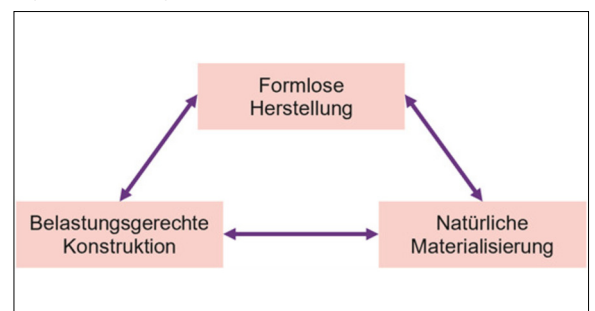 Formlose
Herstellung
Belastungsgerechte
Konstruktion
Natürliche
Materialisierung